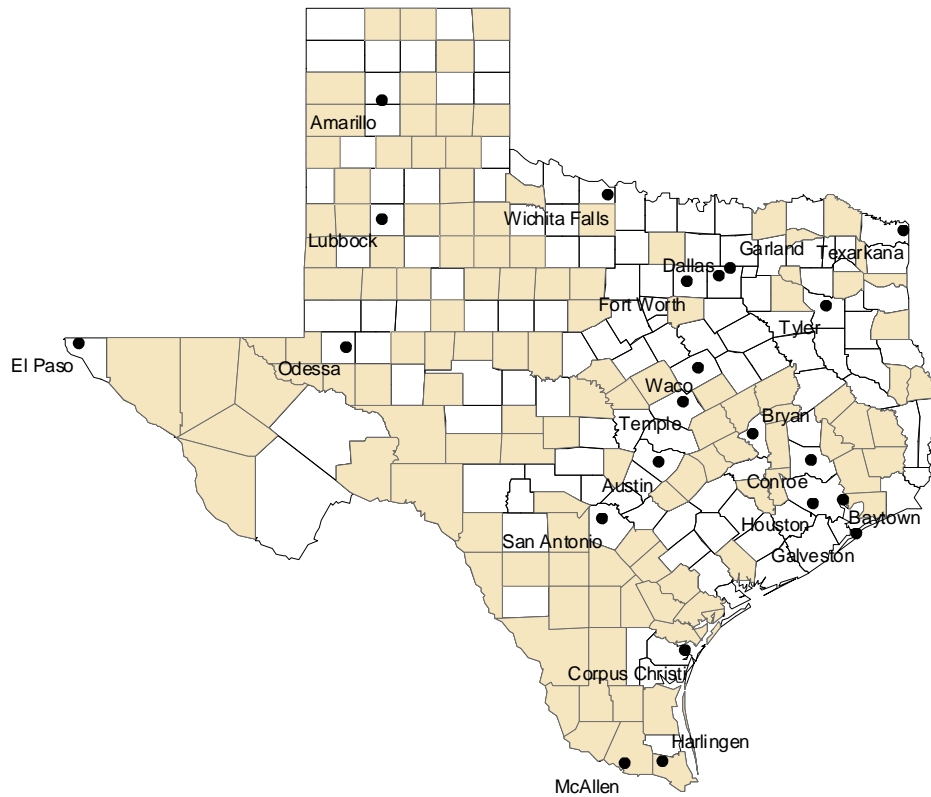 Amarillo
Wichita Falls
Lubbock
Garland
Texarkana
Dallas
Fort Worth
Tyler
El Paso
Odessa
Waco
Bryan
Temple
Conroe
Austin
Baytown
Houston
San Antonio
Galveston
Corpus Christi
Harlingen
McAllen